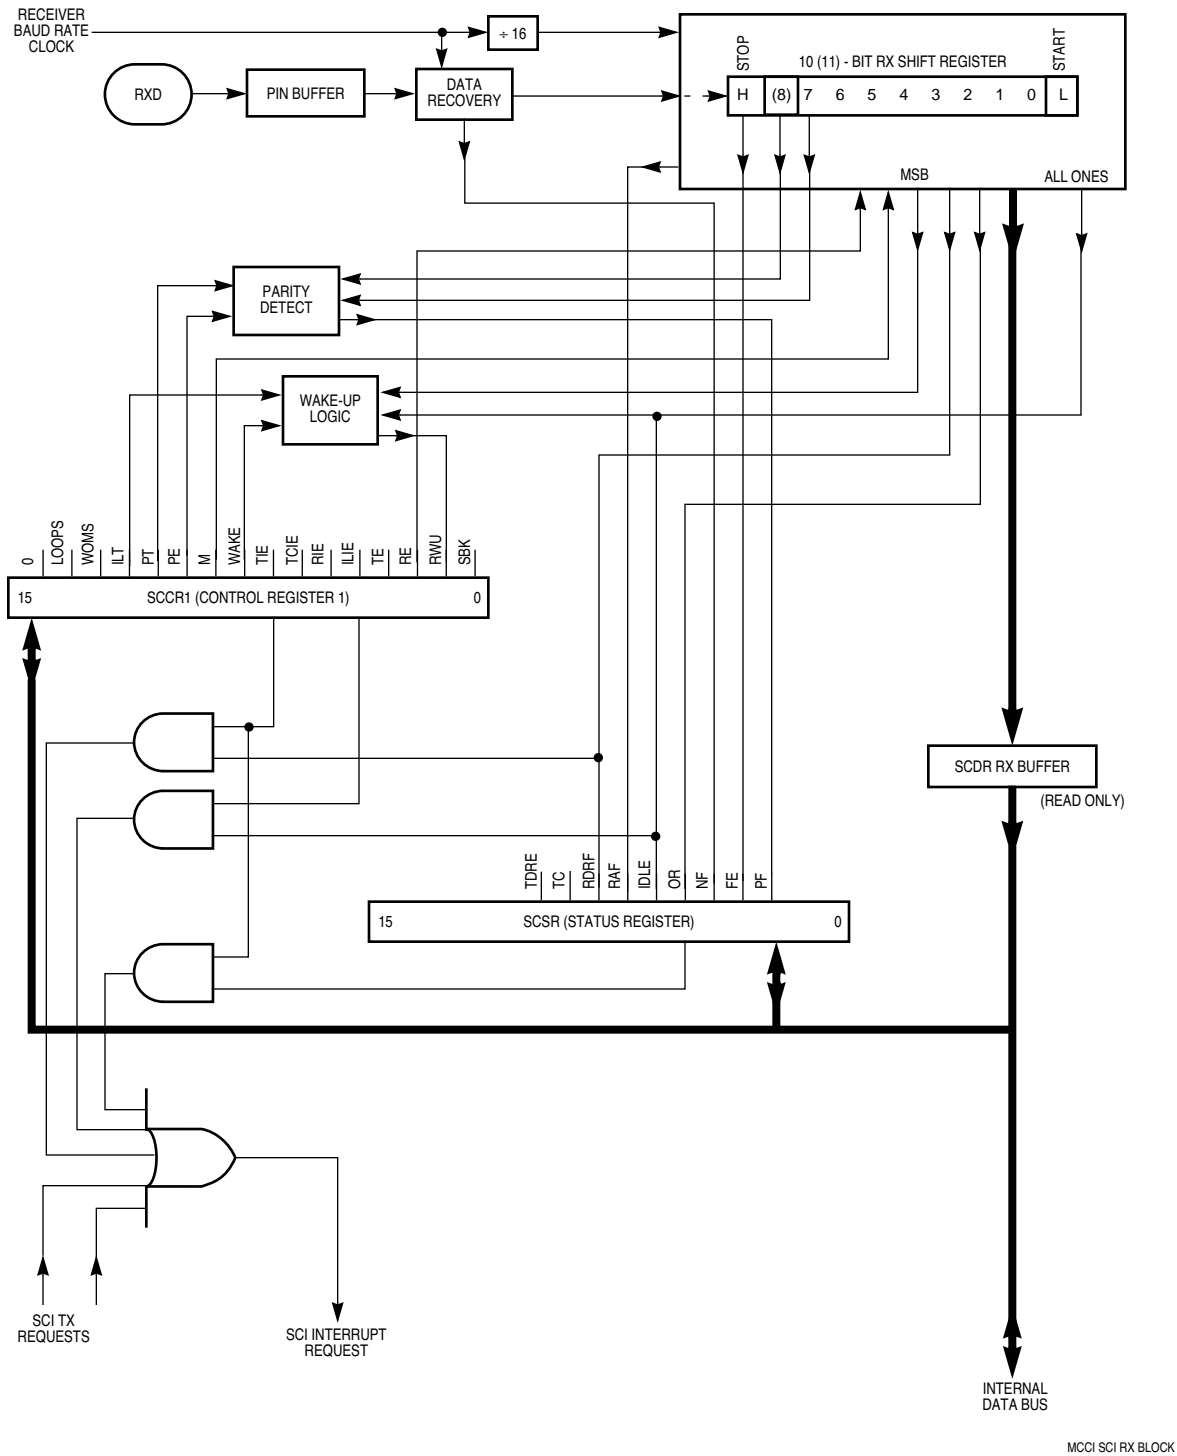 RECEIVER
BAUD RATE
CLOCK
÷ 16
STOP
10 (11) - BIT RX SHIFT REGISTER
START
RXD
PIN BUFFER
DATA
RECOVERY
H (8) 7 6 5 4 3 2 1 0 L
MSB
ALL ONES
PARITY
DETECT
WAKE-UP
LOGIC
0
LOOPS
WOMS
ILT
PT
PE
M
WAKE
TIE
TCIE
RIE
ILIE
TE
RE
RWU
SBK
15 SCCR1 (CONTROL REGISTER 1) 0
SCDR RX BUFFER
(READ ONLY)
TDRE
TC
RDRF
RAF
IDLE
OR
NF
FE
PF
15 SCSR (STATUS REGISTER) 0
SCI TX
REQUESTS
SCI INTERRUPT
REQUEST
INTERNAL
DATA BUS
MCCI SCI RX BLOCK